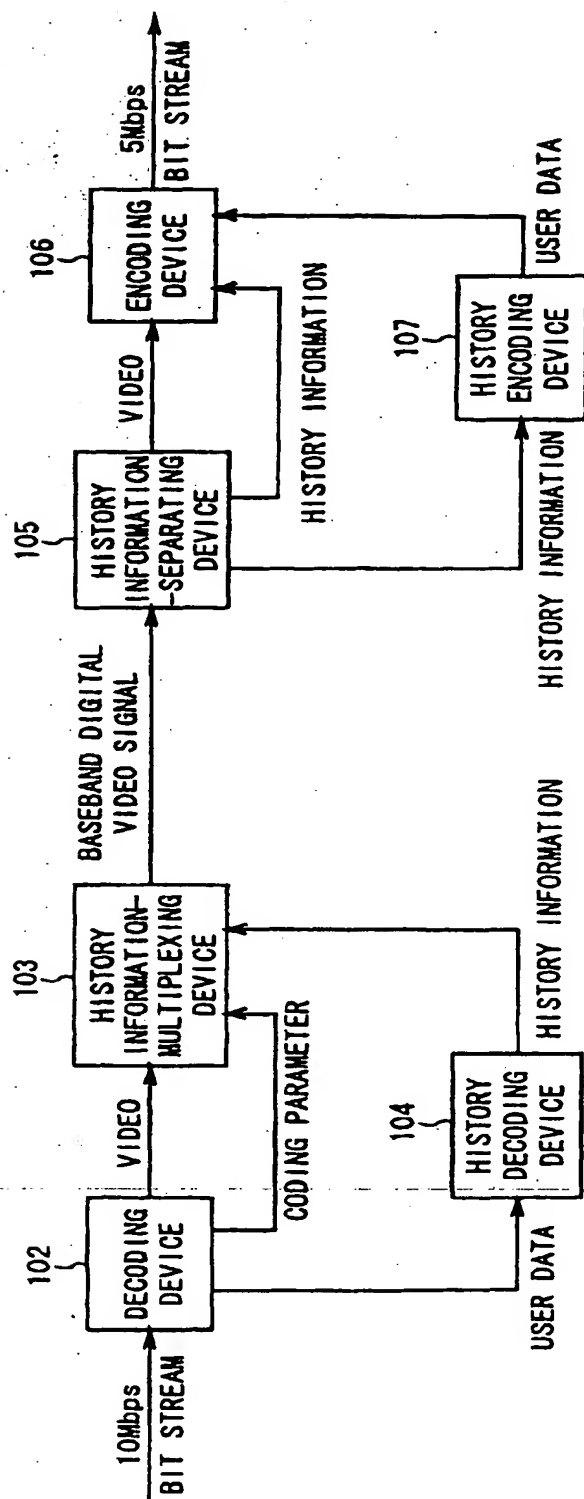 10Mbps
BIT STREAM
102
DECODING
DEVICE
VIDEO
CODING PARAMETER
USER DATA
104
HISTORY
DECODING
DEVICE
HISTORY INFORMATION
103
HISTORY
INFORMATION–
MULTIPLEXING
DEVICE
BASEBAND DIGITAL
VIDEO SIGNAL
105
HISTORY
INFORMATION
–SEPARATING
DEVICE
VIDEO
HISTORY INFORMATION
HISTORY INFORMATION
107
HISTORY
ENCODING
DEVICE
USER DATA
106
ENCODING
DEVICE
5Mbps
BIT STREAM